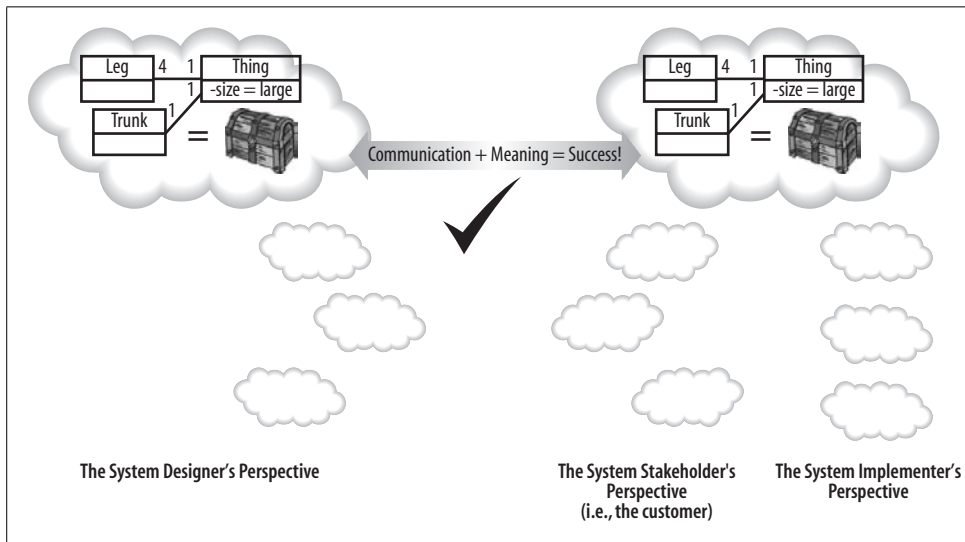 Leg 4 1 Thing
1 -size = large
Trunk 1
=
Leg 4 1 Thing
1 -size = large
Trunk 1
=
Communication + Meaning = Success!
The System Designer’s Perspective
The System Stakeholder's
Perspective
(i.e., the customer)
The System Implementer’s
Perspective